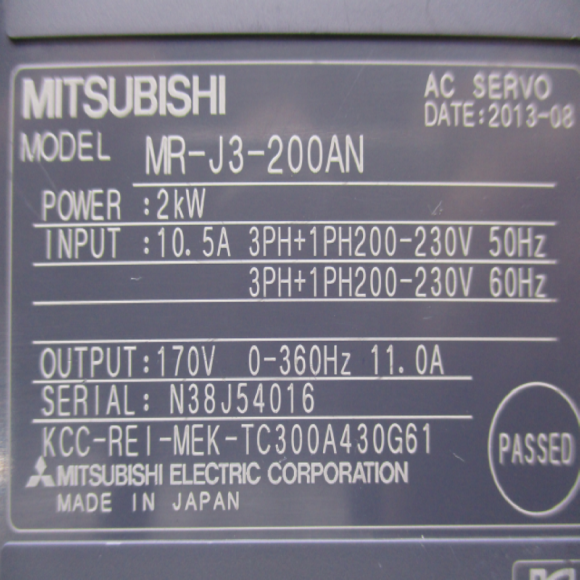 MITSUBISHI AC SERVO
DATE:2013-08
MODEL MR-J3-200AN
POWER :2kW
INPUT :10.5A 3PH+1PH200-230V 50Hz
3PH+1PH200-230V 60Hz
OUTPUT:170V 0-360Hz 11.0A
SERIAL: N38J54016
KCC-REI-MEK-TC300A430G61
PASSED
MITSUBISHI ELECTRIC CORPORATION
MADE IN JAPAN